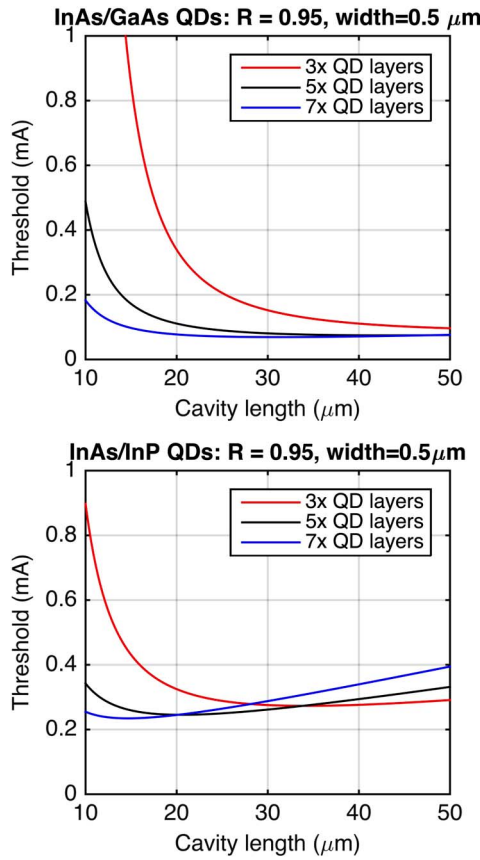 InAs/GaAs QDs: R = 0.95, width=0.5 μm
1
0.8
0.6
0.4
0.2
0
Threshold (mA)
3x QD layers
5x QD layers
7x QD layers
10 20 30 40 50
Cavity length (μm)
InAs/InP QDs: R = 0.95, width=0.5μm
1
0.8
0.6
0.4
0.2
0
Threshold (mA)
3x QD layers
5x QD layers
7x QD layers
10 20 30 40 50
Cavity length (μm)